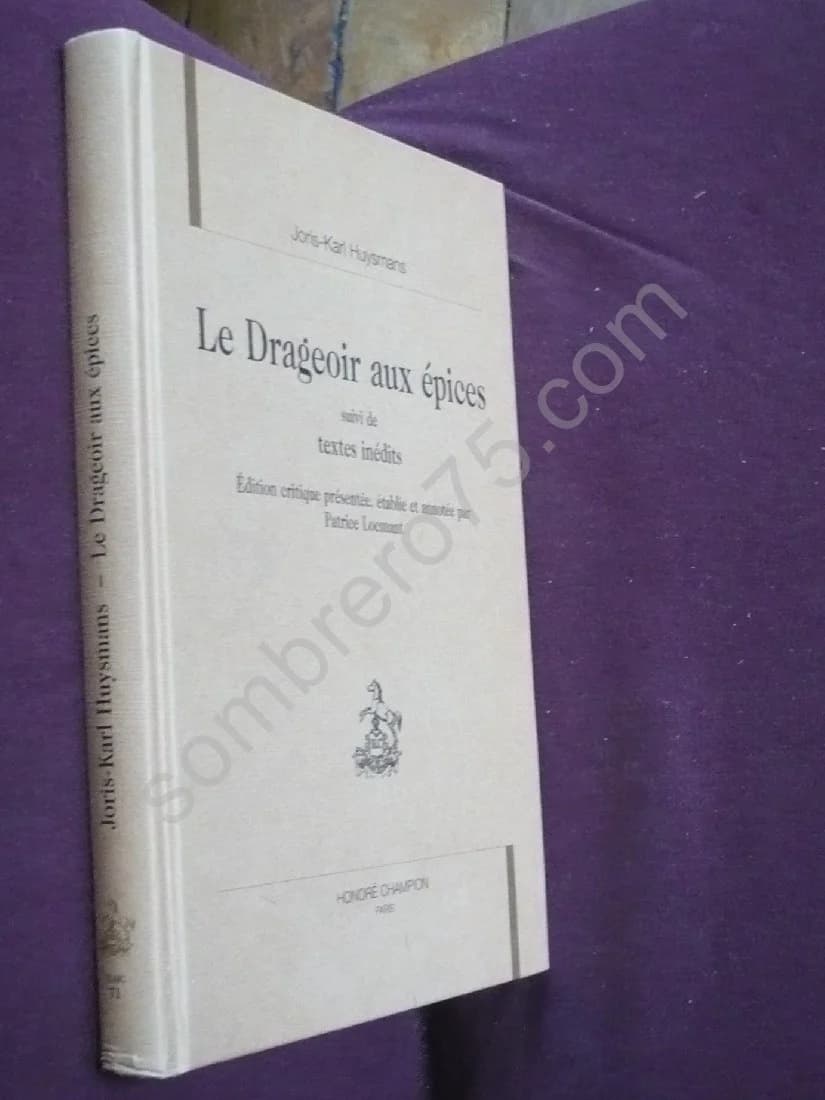 Joris-Karl Huysmans
Le Drageoir aux épices
suivi de
textes inédits
Édition critique présentée, établie et annotée par
Patrice Locmant
HONORÉ CHAMPION
PARIS
Joris-Karl Huysmans – Le Drageoir aux épices
71
sombrero75.com